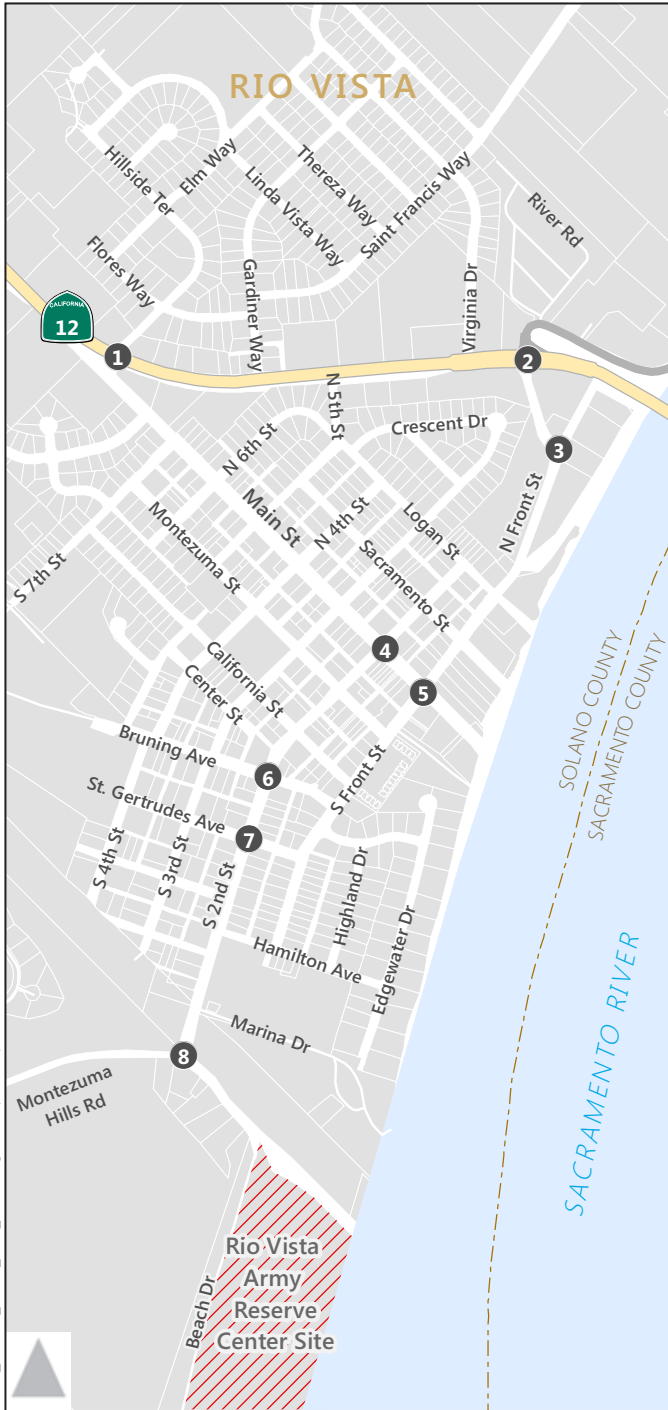 RIO VISTA
Hillside Ter
Elm Way
Thereza Way
Linda Vista Way
Saint Francis Way
River Rd
Flores Way
Gardiner Way
Virginia Dr
CALIFORNIA
12
1
2
N 5th St
Crescent Dr
3
N 6th St
Main St
N 4th St
Logan St
N Front St
Montezuma St
Sacramento St
S 7th St
4
California St
Center St
5
SOLANO COUNTY
SACRAMENTO COUNTY
Bruning Ave
6
S Front St
St. Gertrudes Ave
7
S 4th St
S 3rd St
S 2nd St
Highland Dr
Edgewater Dr
Hamilton Ave
SACRAMENTO RIVER
Marina Dr
8
Montezuma
Hills Rd
Rio Vista
Army
Reserve
Center Site
Beach Dr